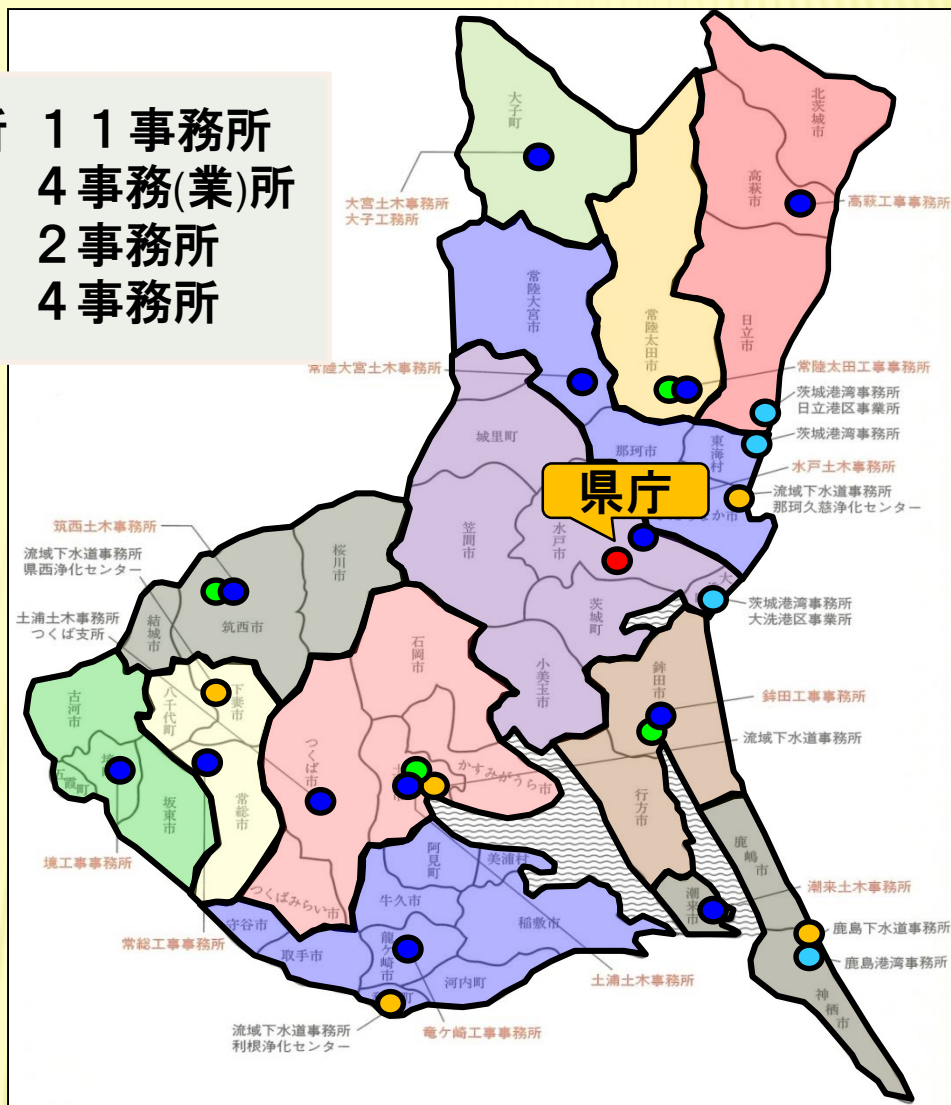 所 11事務所
4事務(業)所
2事務所
4事務所
大子町
北茨城市
高萩市
大宮土木事務所
大子工務所
高萩工事事務所
常陸大宮市
常陸太田市
日立市
常陸大宮土木事務所
常陸太田工事事務所
茨城港湾事務所
日立港区事業所
茨城港湾事務所
城里町
那珂市
東海村
水戸土木事務所
県庁
流域下水道事務所
那珂久慈浄化センター
か市
筑西土木事務所
流域下水道事務所
県西浄化センター
桜川市
笠間市
水戸市
大
土浦土木事務所
つくば支所
結城市
筑西市
茨城町
茨城港湾事務所
大洗港区事業所
石岡市
小美玉市
古河市
八千代町
下妻市
鉾田市
鉾田工事事務所
つくば市
かすみがうら市
流域下水道事務所
五霞町
坂東市
常総市
行方市
境工事事務所
阿見町
美浦村
鹿嶋市
潮来市
潮来土木事務所
つくばみらい市
牛久市
稲敷市
守谷市
常総工事事務所
取手市
龍ヶ崎市
河内町
土浦土木事務所
鹿島下水道事務所
鹿島港湾事務所
神栖市
流域下水道事務所
利根浄化センター
竜ケ崎工事事務所